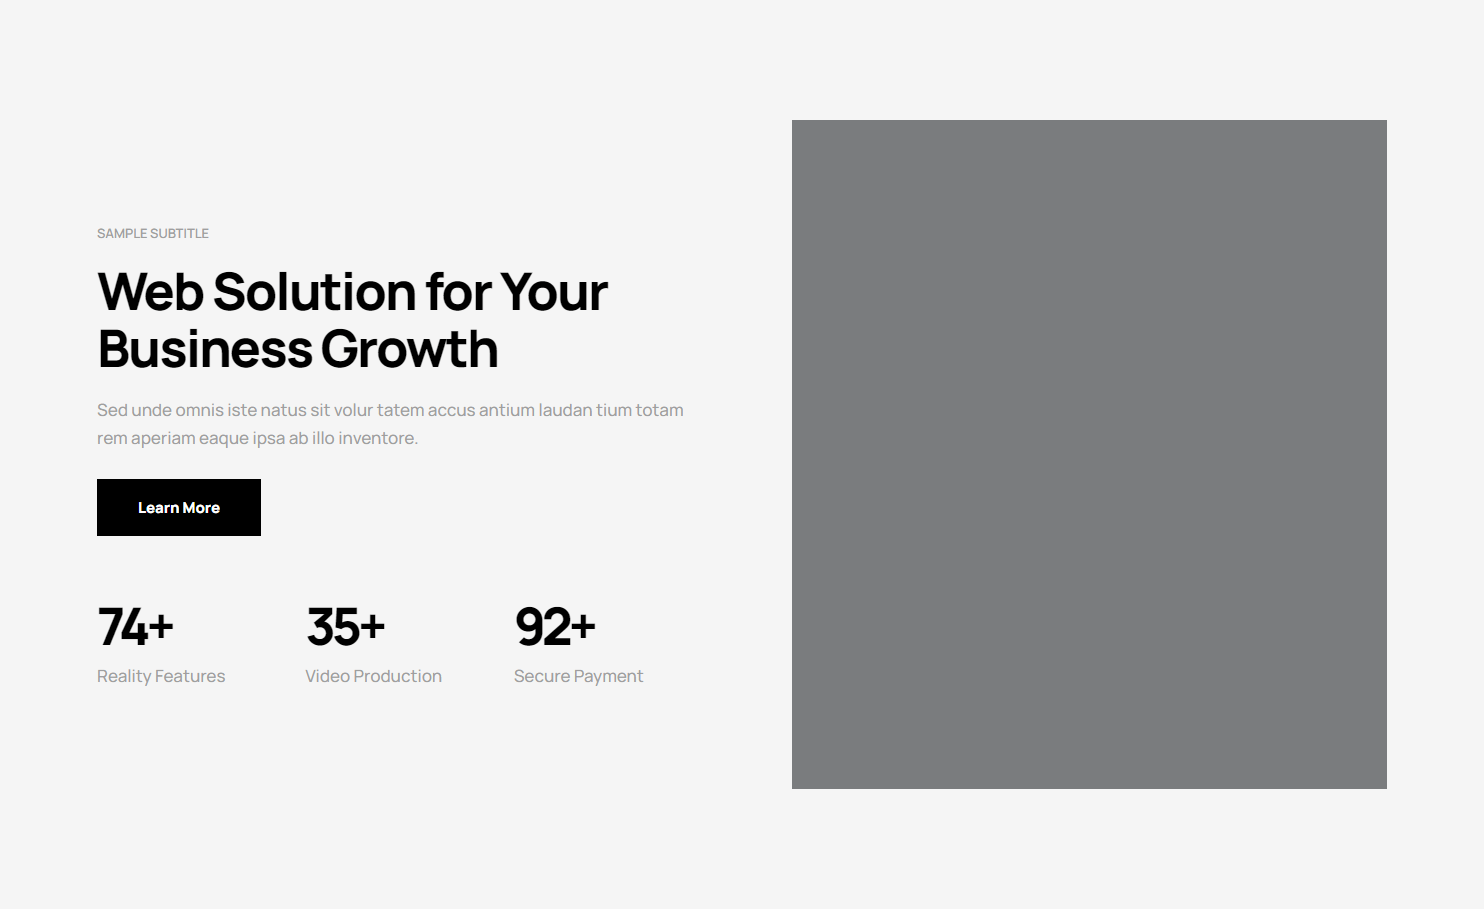 SAMPLE SUBTITLE
Web Solution for Your
Business Growth
Sed unde omnis iste natus sit volur tatem accus antium laudan tium totam
rem aperiam eaque ipsa ab illo inventore.
Learn More
74+ 35+ 92+
Reality Features Video Production Secure Payment